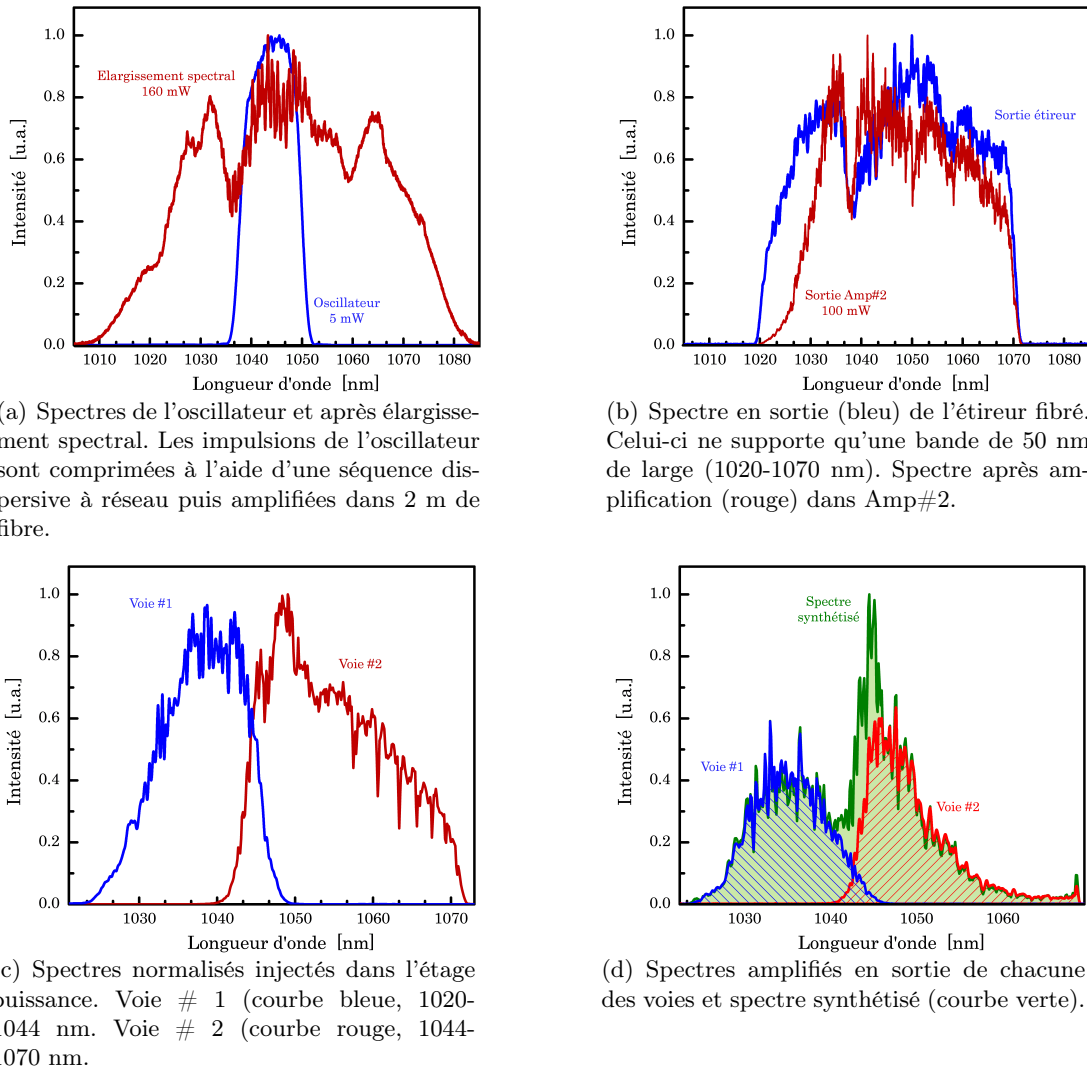 1.0
0.8
0.6
0.4
0.2
0.0
Intensité [u.a.]
Elargissement spectral
160 mW
Oscillateur
5 mW
1010 1020 1030 1040 1050 1060 1070 1080
Longueur d'onde [nm]
(a) Spectres de l'oscillateur et après élargisse-
ment spectral. Les impulsions de l'oscillateur
sont comprimées à l'aide d'une séquence dis-
persive à réseau puis amplifiées dans 2 m de
fibre.
1.0
0.8
0.6
0.4
0.2
0.0
Intensité [u.a.]
Sortie étireur
Sortie Amp#2
100 mW
1010 1020 1030 1040 1050 1060 1070 1080
Longueur d'onde [nm]
(b) Spectre en sortie (bleu) de l'étireur fibré.
Celui-ci ne supporte qu'une bande de 50 nm
de large (1020-1070 nm). Spectre après am-
plification (rouge) dans Amp#2.
1.0
0.8
0.6
0.4
0.2
0.0
Intensité [u.a.]
Voie #1
Voie #2
1030 1040 1050 1060 1070
Longueur d'onde [nm]
c) Spectres normalisés injectés dans l'étage
puissance. Voie # 1 (courbe bleue, 1020-
1044 nm. Voie # 2 (courbe rouge, 1044-
1070 nm.
1.0
0.8
0.6
0.4
0.2
0.0
Intensité [u.a.]
Spectre
synthétisé
Voie #1
Voie #2
1030 1040 1050 1060
Longueur d'onde [nm]
(d) Spectres amplifiés en sortie de chacune
des voies et spectre synthétisé (courbe verte).